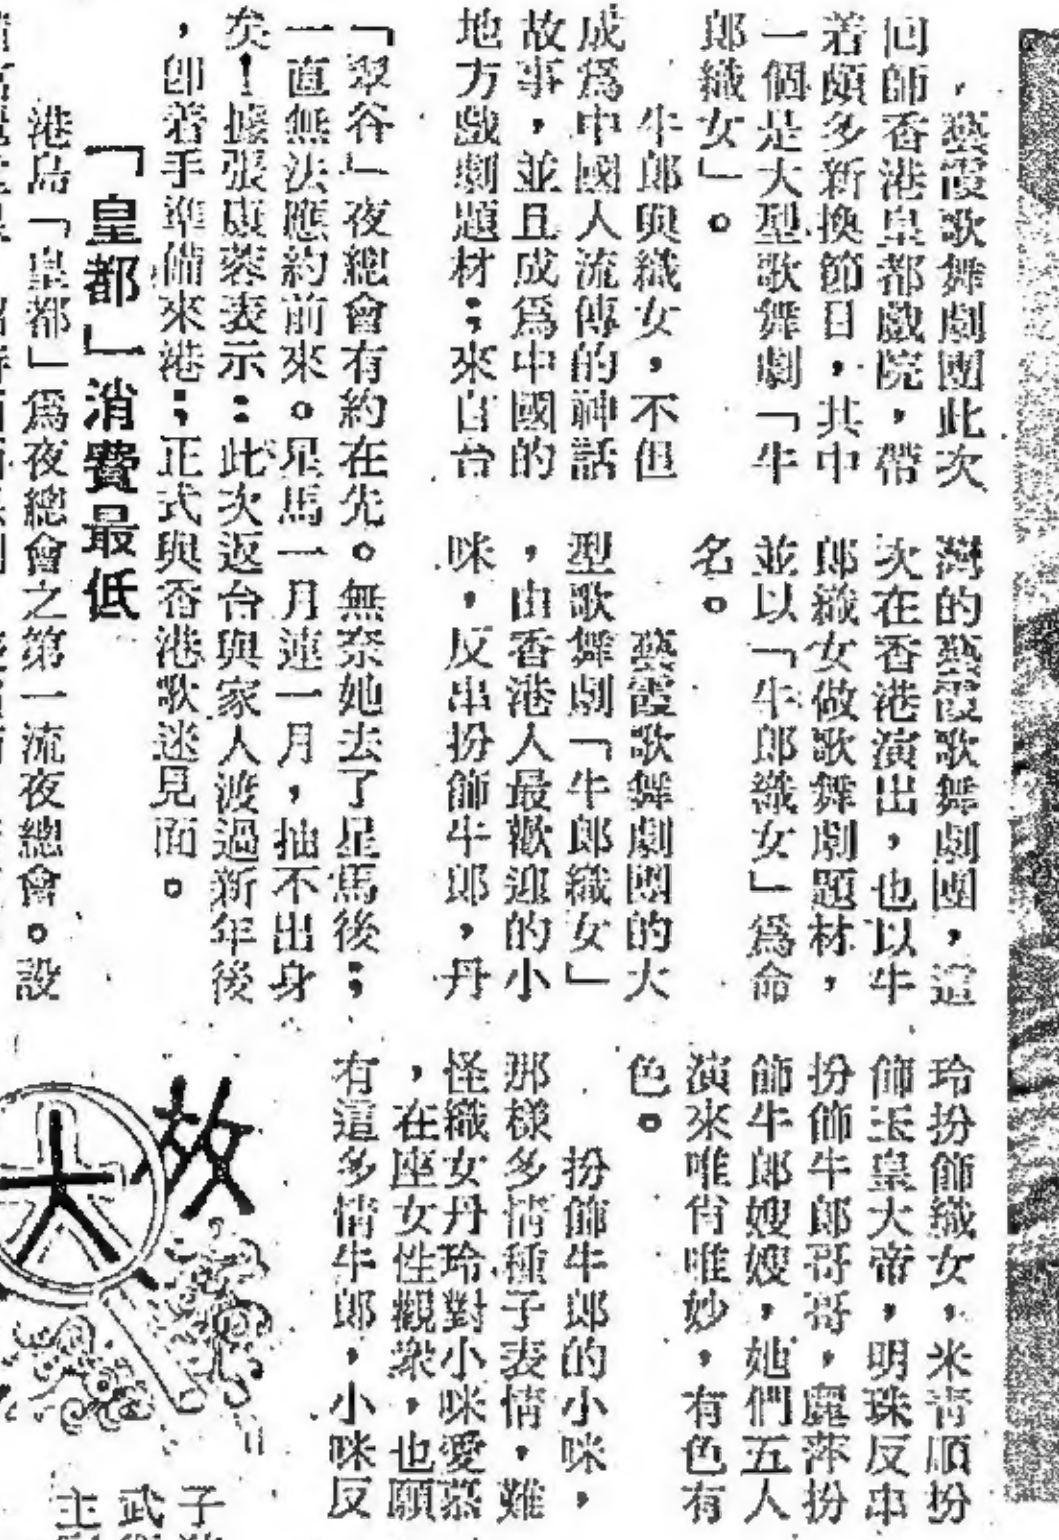 ，藝霞歌舞劇團此次
回師香港皇都戲院，帶
着頗多新換節目，其中
一個是大型歌舞劇「牛
郎織女」。
牛郎與織女，不但
成爲中國人流傳的神話
故事，並且成爲中國的
地方戲劇題材；來自台
灣的藝霞歌舞劇團，這
次在香港演出，也以牛
郎織女做歌舞劇題材，
並以「牛郎織女」爲命
名。
藝霞歌舞劇團的大
型歌舞劇「牛郎織女」
，由香港人最歡迎的小
咪，反串扮飾牛郎，丹
玲扮飾織女，米靑順扮
飾玉皇大帝，明珠反串
扮飾牛郎哥哥，麗萍扮
飾牛郎嫂嫂，她們五人
演來唯肖唯妙，有色有
色。
扮飾牛郎的小咪，
那樣多情種子表情，難
怪織女丹玲對小咪愛慕
，在座女性觀衆，也願
有這多情牛郎，小咪反
「翠谷」夜總會有約在先。無奈她去了星馬後；
一直無法應約前來。星馬一月連一月，抽不出身
矣！據張康蓉表示：此次返台與家人渡過新年後
，卽着手準備來港；正式與香港歌迷見面。
「皇都」消費最低
港島「皇都」爲夜總會之第一流夜總會。設
放
大
子
武
主